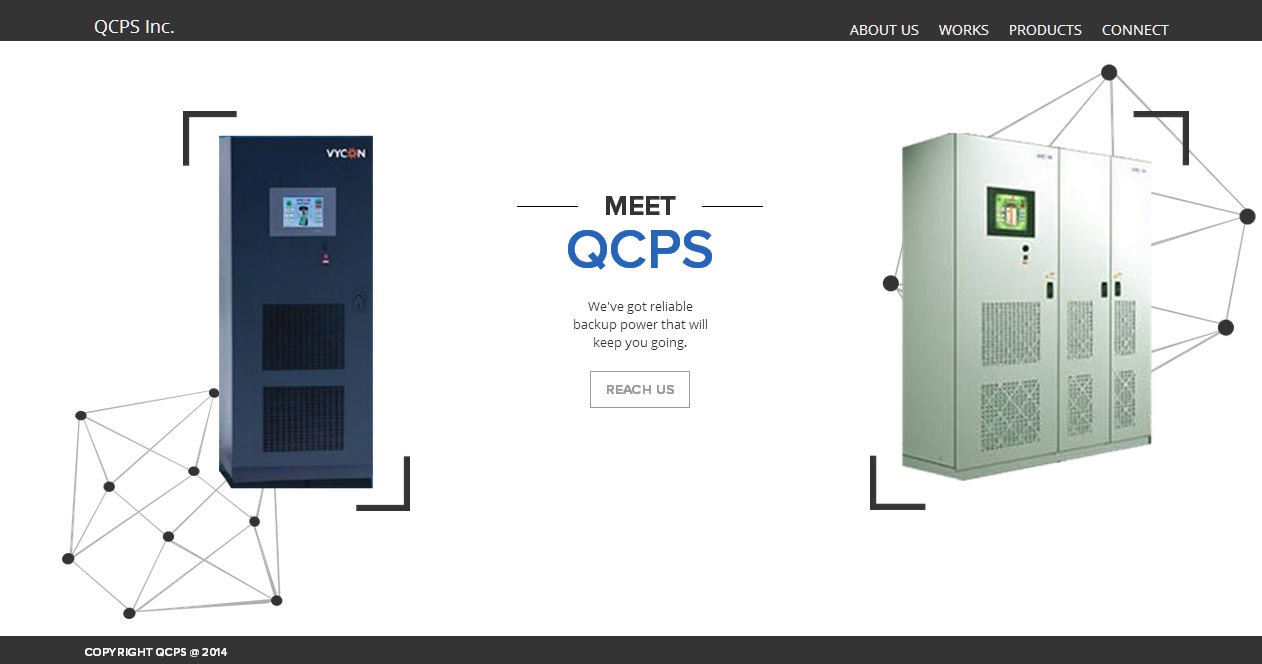 QCPS Inc.
ABOUT US WORKS PRODUCTS CONNECT
VYCON
MEET
QCPS
We've got reliable
backup power that will
keep you going.
REACH US
COPYRIGHT QCPS @ 2014